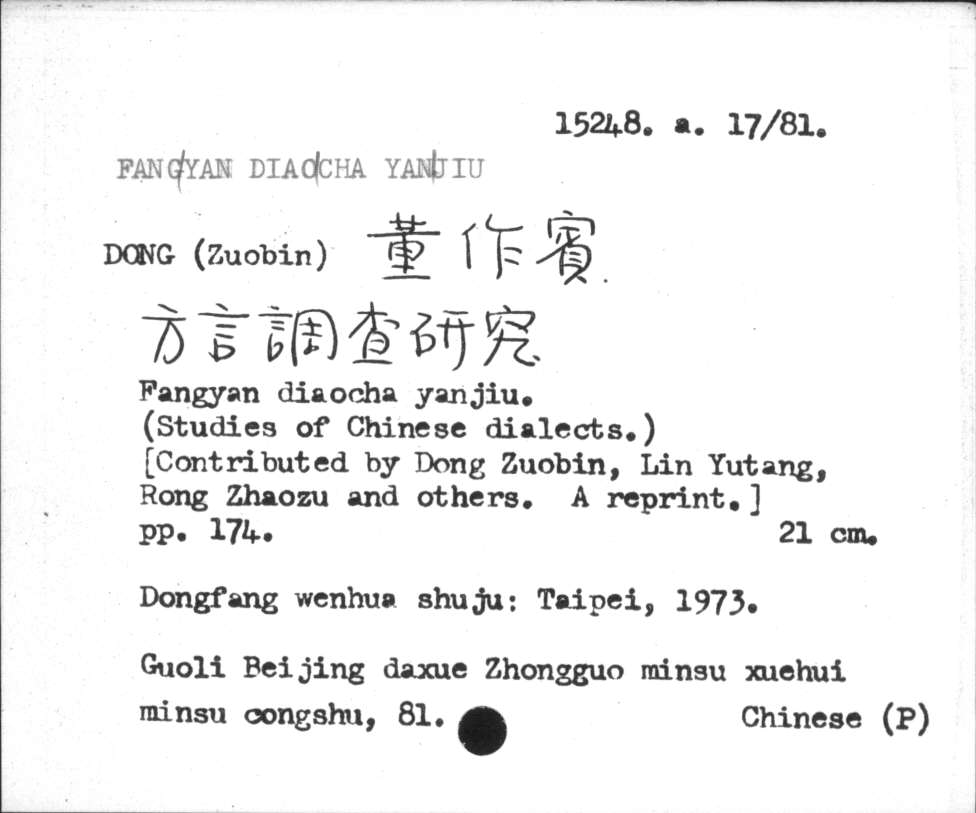 15248. a. 17/81.
FANGYAN DIAOCHA YANJIU
DONG (Zuobin) 董作賓
方言調查研究
Fangyan diaocha yanjiu.
(Studies of Chinese dialects.)
[Contributed by Dong Zuobin, Lin Yutang,
Rong Zhaozu and others. A reprint.]
pp. 174. 21 cm.
Dongfang wenhua shuju: Taipei, 1973.
Guoli Beijing daxue Zhongguo minsu xuehui
minsu congshu, 81. Chinese (P)